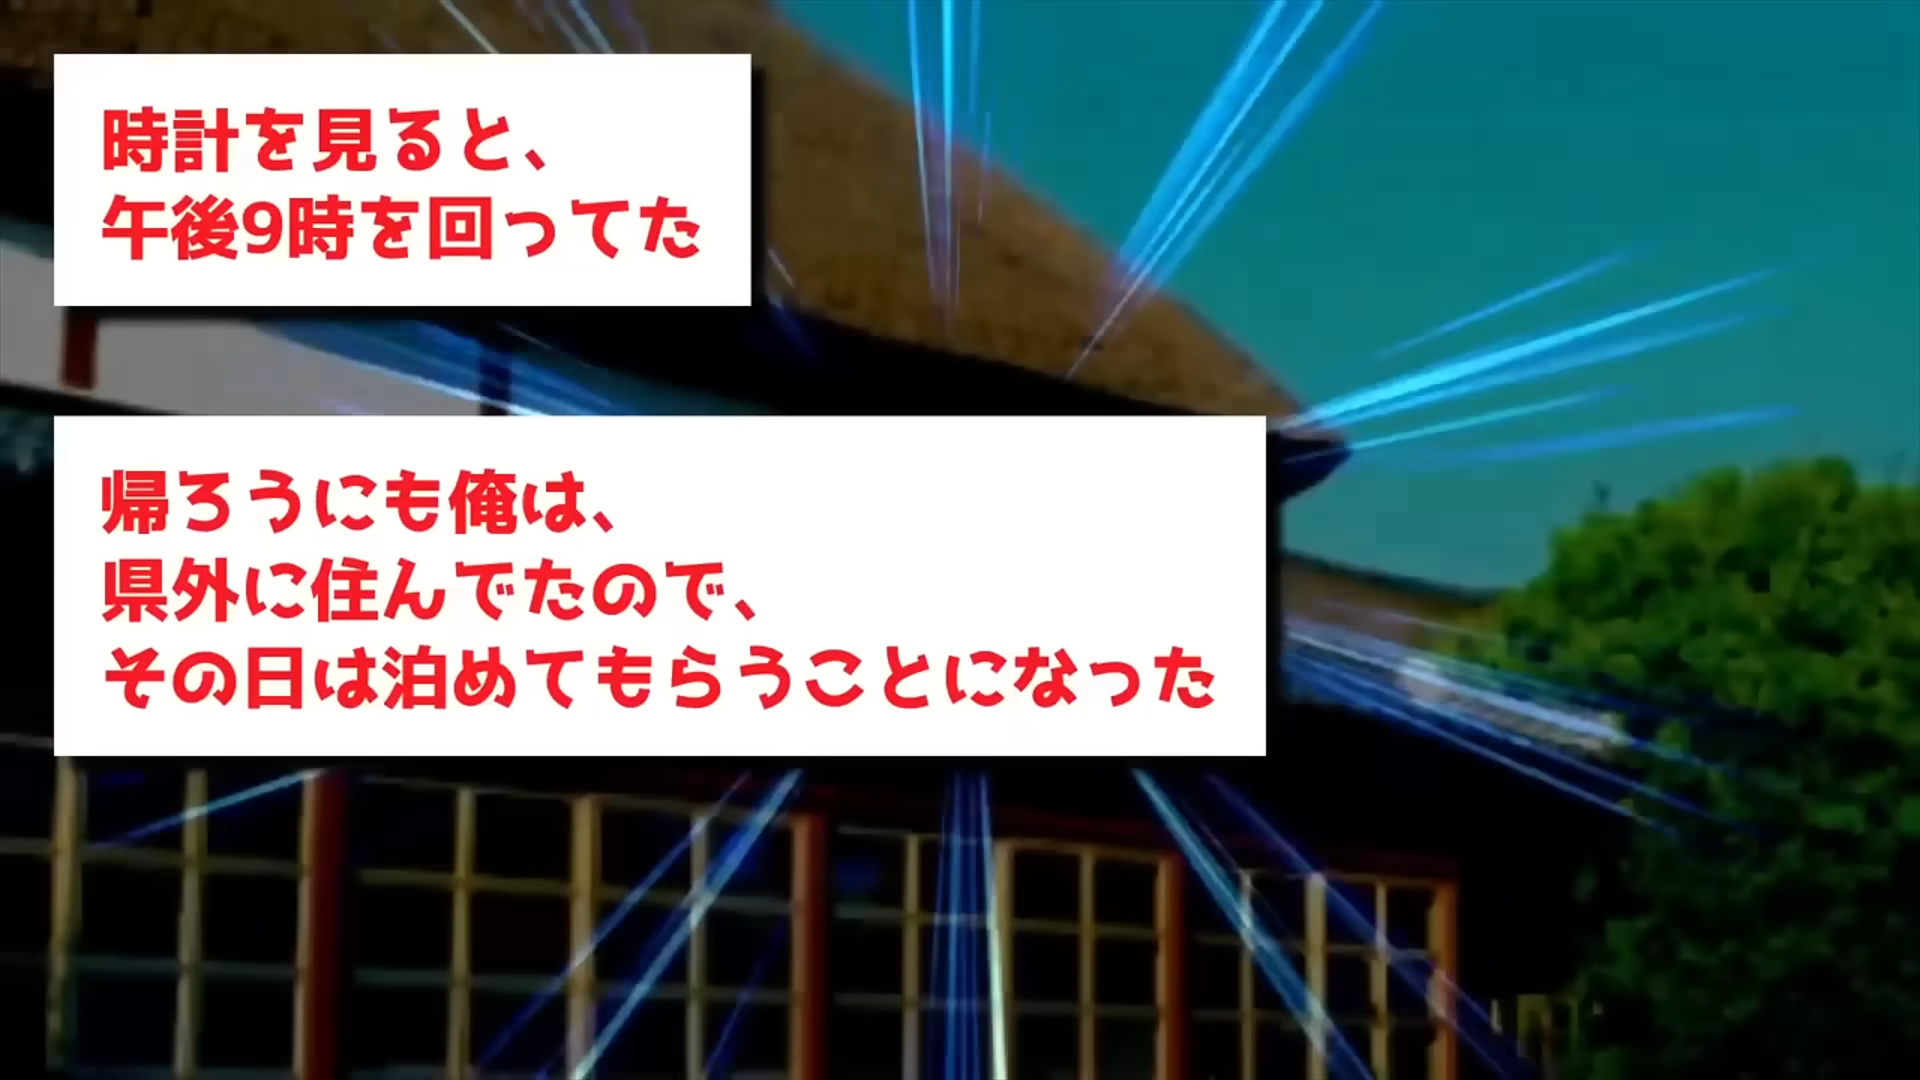 時計を見ると、
午後9時を回ってた
帰ろうにも俺は、
県外に住んでたので、
その日は泊めてもらうことになった